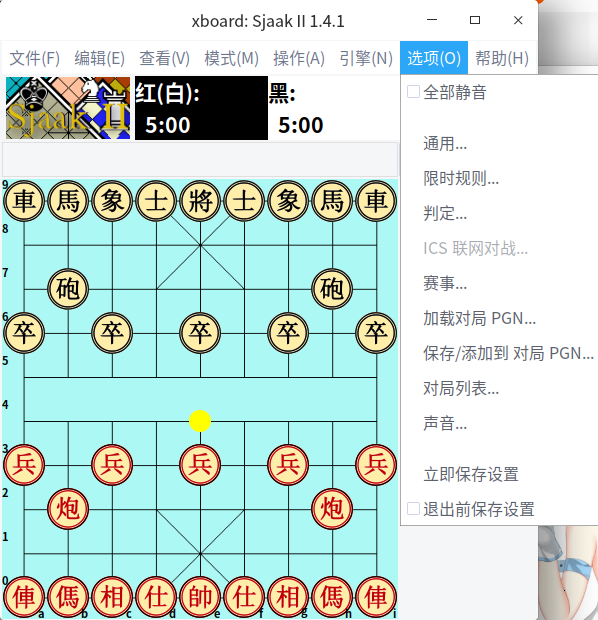 xboard: Sjaak II 1.4.1
文件(F) 编辑(E) 查看(V) 模式(M) 操作(A) 引擎(N) 选项(O) 帮助(H)
Sjaak II
红(白):
5:00
黑:
5:00
全部静音
通用...
限时规则...
判定...
ICS 联网对战...
赛事...
加载对局 PGN...
保存/添加到 对局 PGN...
对局列表...
声音...
立即保存设置
退出前保存设置
9 車 馬 象 士 將 士 象 馬 車
8
7 砲 砲
6 卒 卒 卒 卒 卒
5
4
3 兵 兵 兵 兵 兵
2 炮 炮
1
0 俥 傌 相 仕 帥 仕 相 傌 俥
a b c d e f g h i